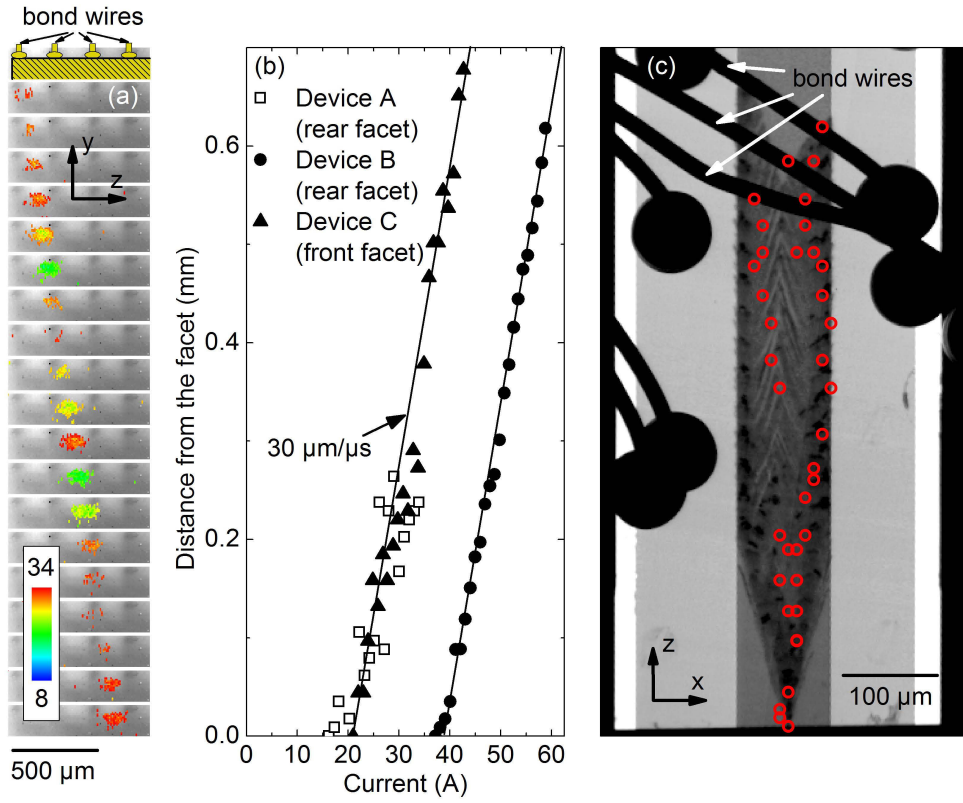 bond wires
(a)
y
z
34
8
500 µm
(b)
Device A
(rear facet)
Device B
(rear facet)
Device C
(front facet)
30 µm/µs
Distance from the facet (mm)
0.6
0.4
0.2
0.0
0 10 20 30 40 50 60
Current (A)
(c)
bond wires
z
x
100 µm